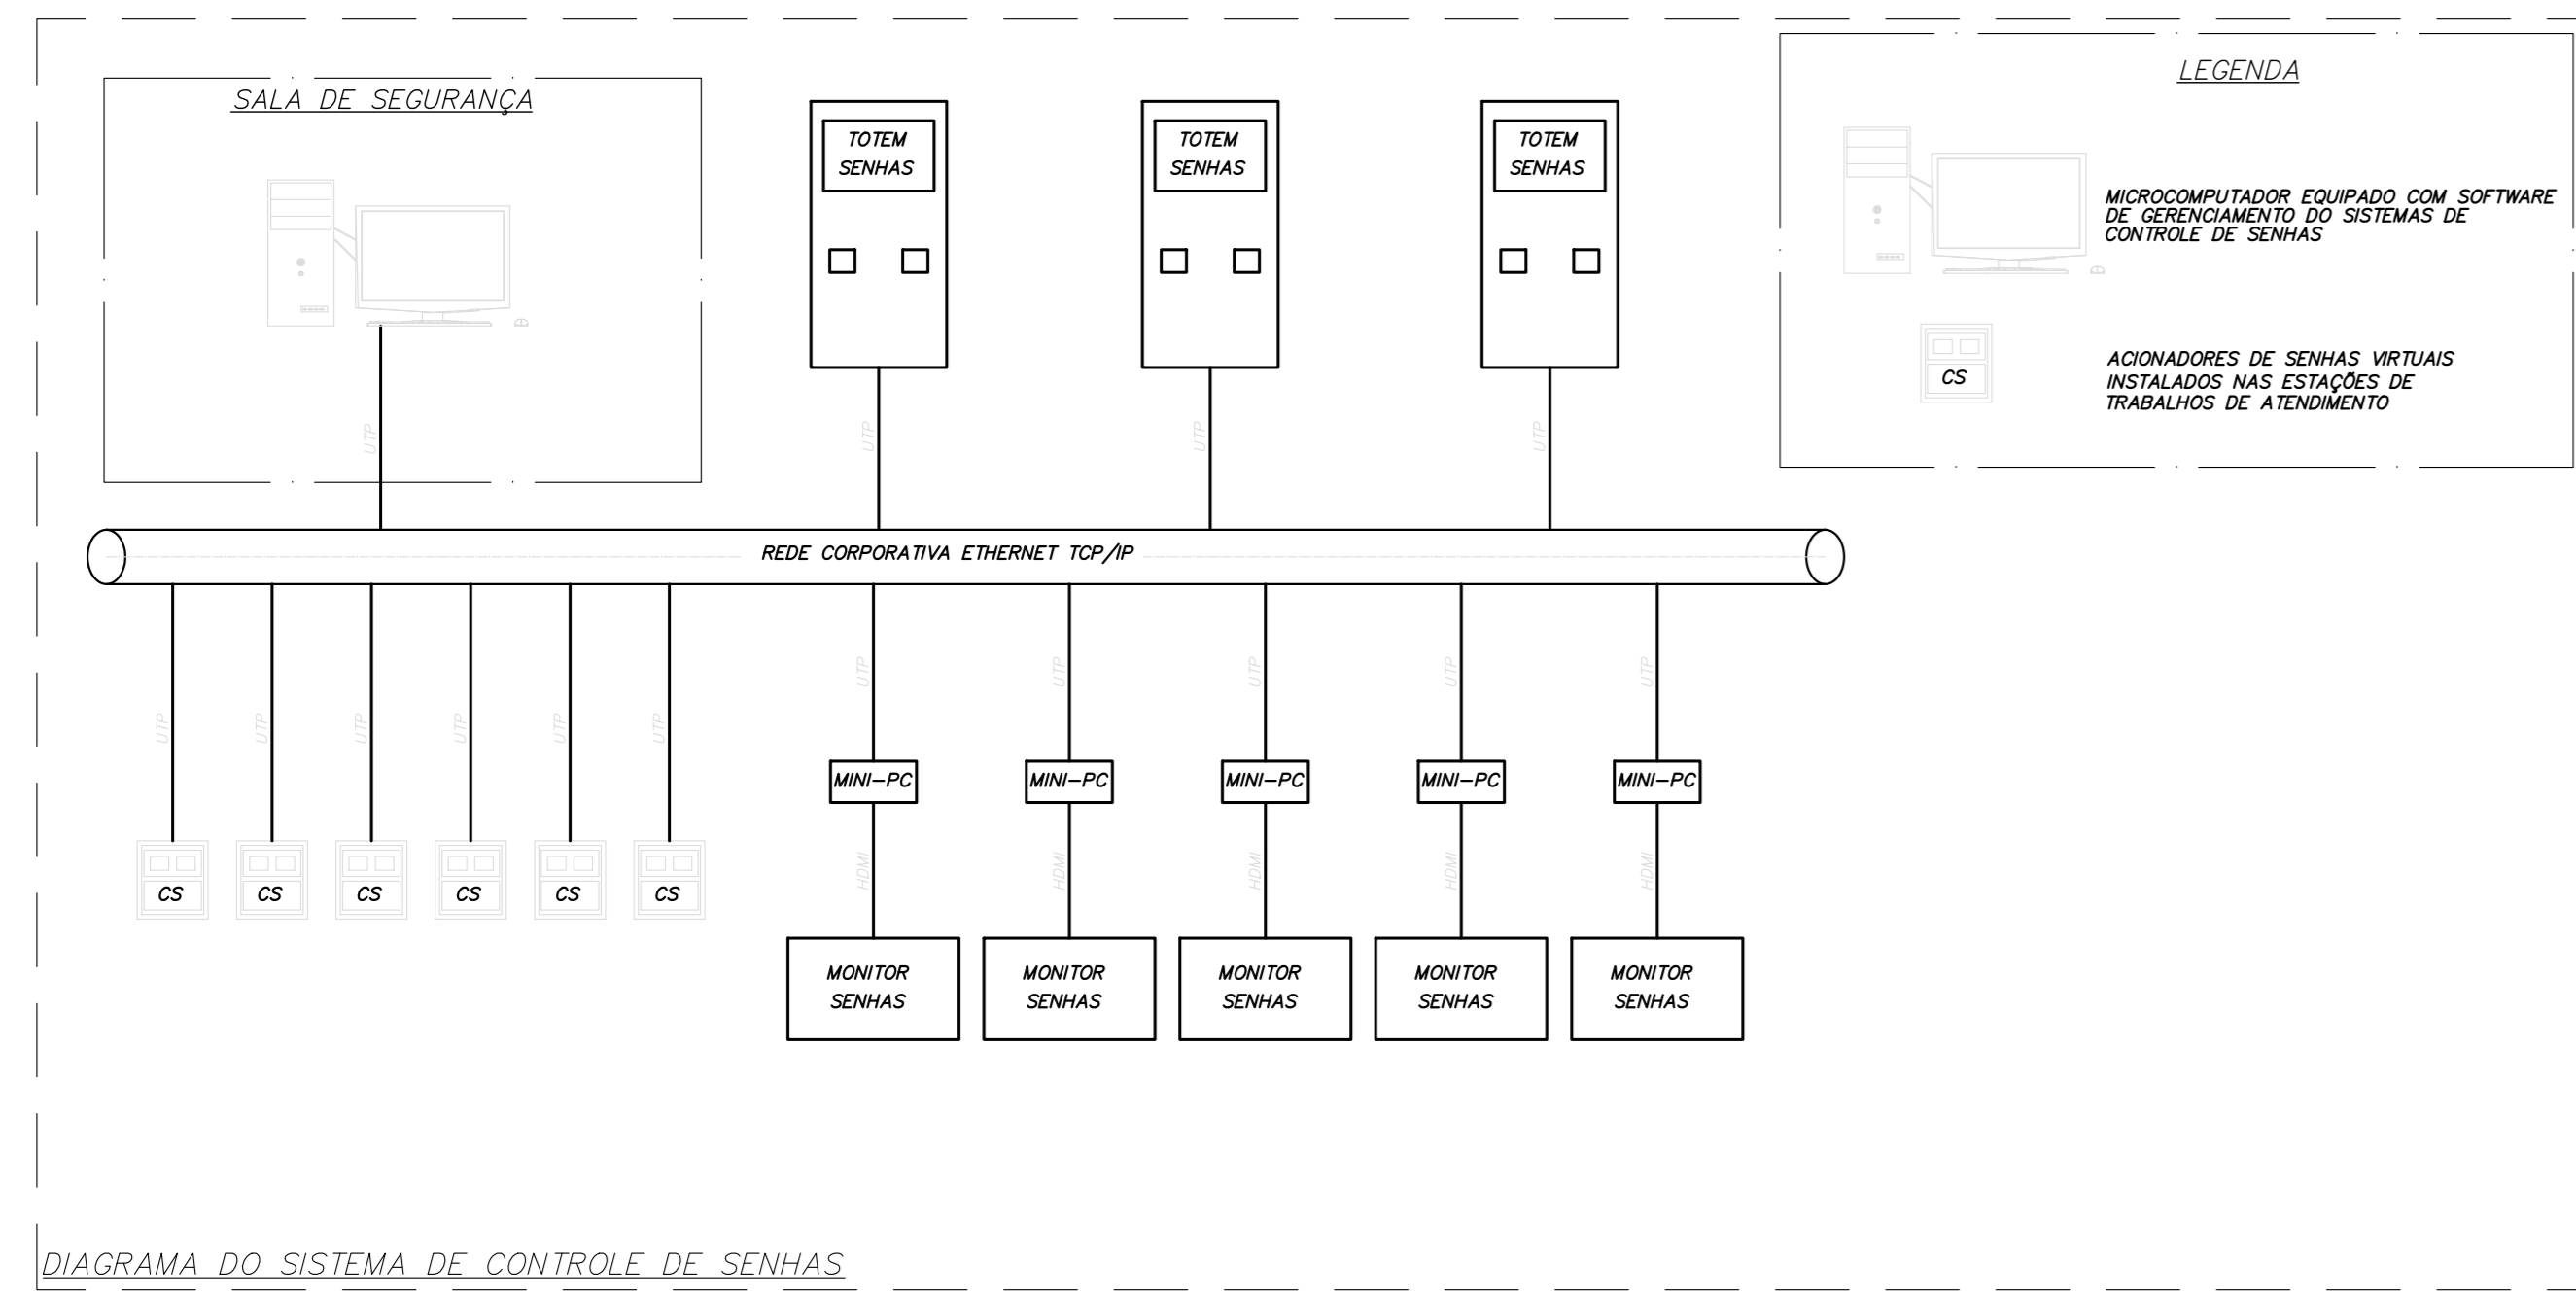 SALA DE SEGURANÇA
LEGENDA
TOTEM
SENHAS
TOTEM
SENHAS
TOTEM
SENHAS
MICROCOMPUTADOR EQUIPADO COM SOFTWARE
DE GERENCIAMENTO DO SISTEMAS DE
CONTROLE DE SENHAS
CS
ACIONADORES DE SENHAS VIRTUAIS
INSTALADOS NAS ESTAÇÕES DE
TRABALHOS DE ATENDIMENTO
UTP
UTP
UTP
UTP
REDE CORPORATIVA ETHERNET TCP/IP
UTP
UTP
UTP
UTP
UTP
UTP
UTP
UTP
UTP
UTP
UTP
MINI-PC
MINI-PC
MINI-PC
MINI-PC
MINI-PC
HDMI
HDMI
HDMI
HDMI
HDMI
CS
CS
CS
CS
CS
CS
MONITOR
SENHAS
MONITOR
SENHAS
MONITOR
SENHAS
MONITOR
SENHAS
MONITOR
SENHAS
DIAGRAMA DO SISTEMA DE CONTROLE DE SENHAS